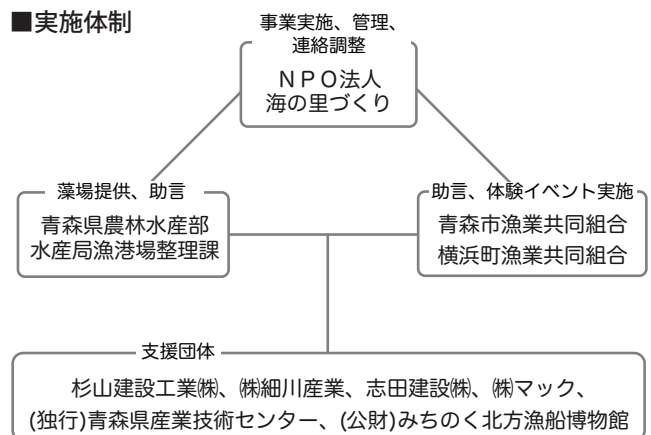 ■実施体制
事業実施、管理、
連絡調整
ＮＰＯ法人
海の里づくり
藻場提供、助言
青森県農林水産部
水産局漁港場整理課
助言、体験イベント実施
青森市漁業共同組合
横浜町漁業共同組合
支援団体
杉山建設工業㈱、㈱細川産業、志田建設㈱、㈱マック、
(独行)青森県産業技術センター、(公財)みちのく北方漁船博物館